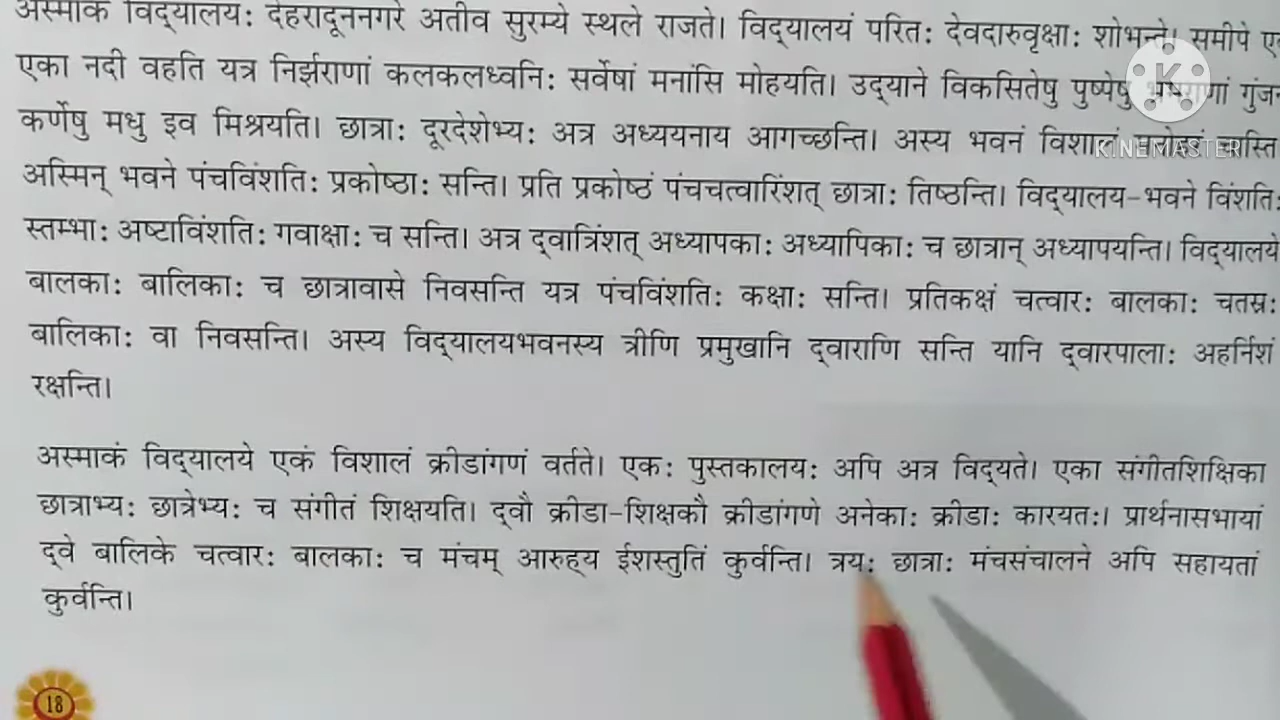 अस्माकं विद्यालयः देहरादूननगरे अतीव सुरम्ये स्थले राजते। विद्यालयं परितः देवदारुवृक्षाः शोभन्ते। समीपे
एका नदी वहति यत्र निर्झराणां कलकलध्वनिः सर्वेषां मनांसि मोहयति। उद्याने विकसितेषु पुष्पेषु
कर्णेषु मधु इव मिश्रयति। छात्राः दूरदेशेभ्यः अत्र अध्ययनाय आगच्छन्ति। अस्य भवनं विशालं
अस्मिन् भवने पंचविंशतिः प्रकोष्ठाः सन्ति। प्रति प्रकोष्ठं पंचचत्वारिंशत् छात्राः तिष्ठन्ति। विद्यालय-भवने विंशतिः
स्तम्भाः अष्टाविंशतिः गवाक्षाः च सन्ति। अत्र द्वात्रिंशत् अध्यापकाः अध्यापिकाः च छात्रान् अध्यापयन्ति। विद्यालये
बालकाः बालिकाः च छात्रावासे निवसन्ति यत्र पंचविंशतिः कक्षाः सन्ति। प्रतिकक्षं चत्वारः बालकाः चतस्रः
बालिकाः वा निवसन्ति। अस्य विद्यालयभवनस्य त्रीणि प्रमुखानि द्वाराणि सन्ति यानि द्वारपालाः अहर्निशं
रक्षन्ति।
अस्माकं विद्यालये एकं विशालं क्रीडांगणं वर्तते। एकः पुस्तकालयः अपि अत्र विद्यते। एका संगीतशिक्षिका
छात्राभ्यः छात्रेभ्यः च संगीतं शिक्षयति। द्वौ क्रीडा-शिक्षकौ क्रीडांगणे अनेकाः क्रीडाः कारयतः। प्रार्थनासभायां
द्वे बालिके चत्वारः बालकाः च मंचम् आरुह्य ईशस्तुतिं कुर्वन्ति। त्रयः छात्राः मंचसंचालने अपि सहायतां
कुर्वन्ति।
18
K
KINEMASTER